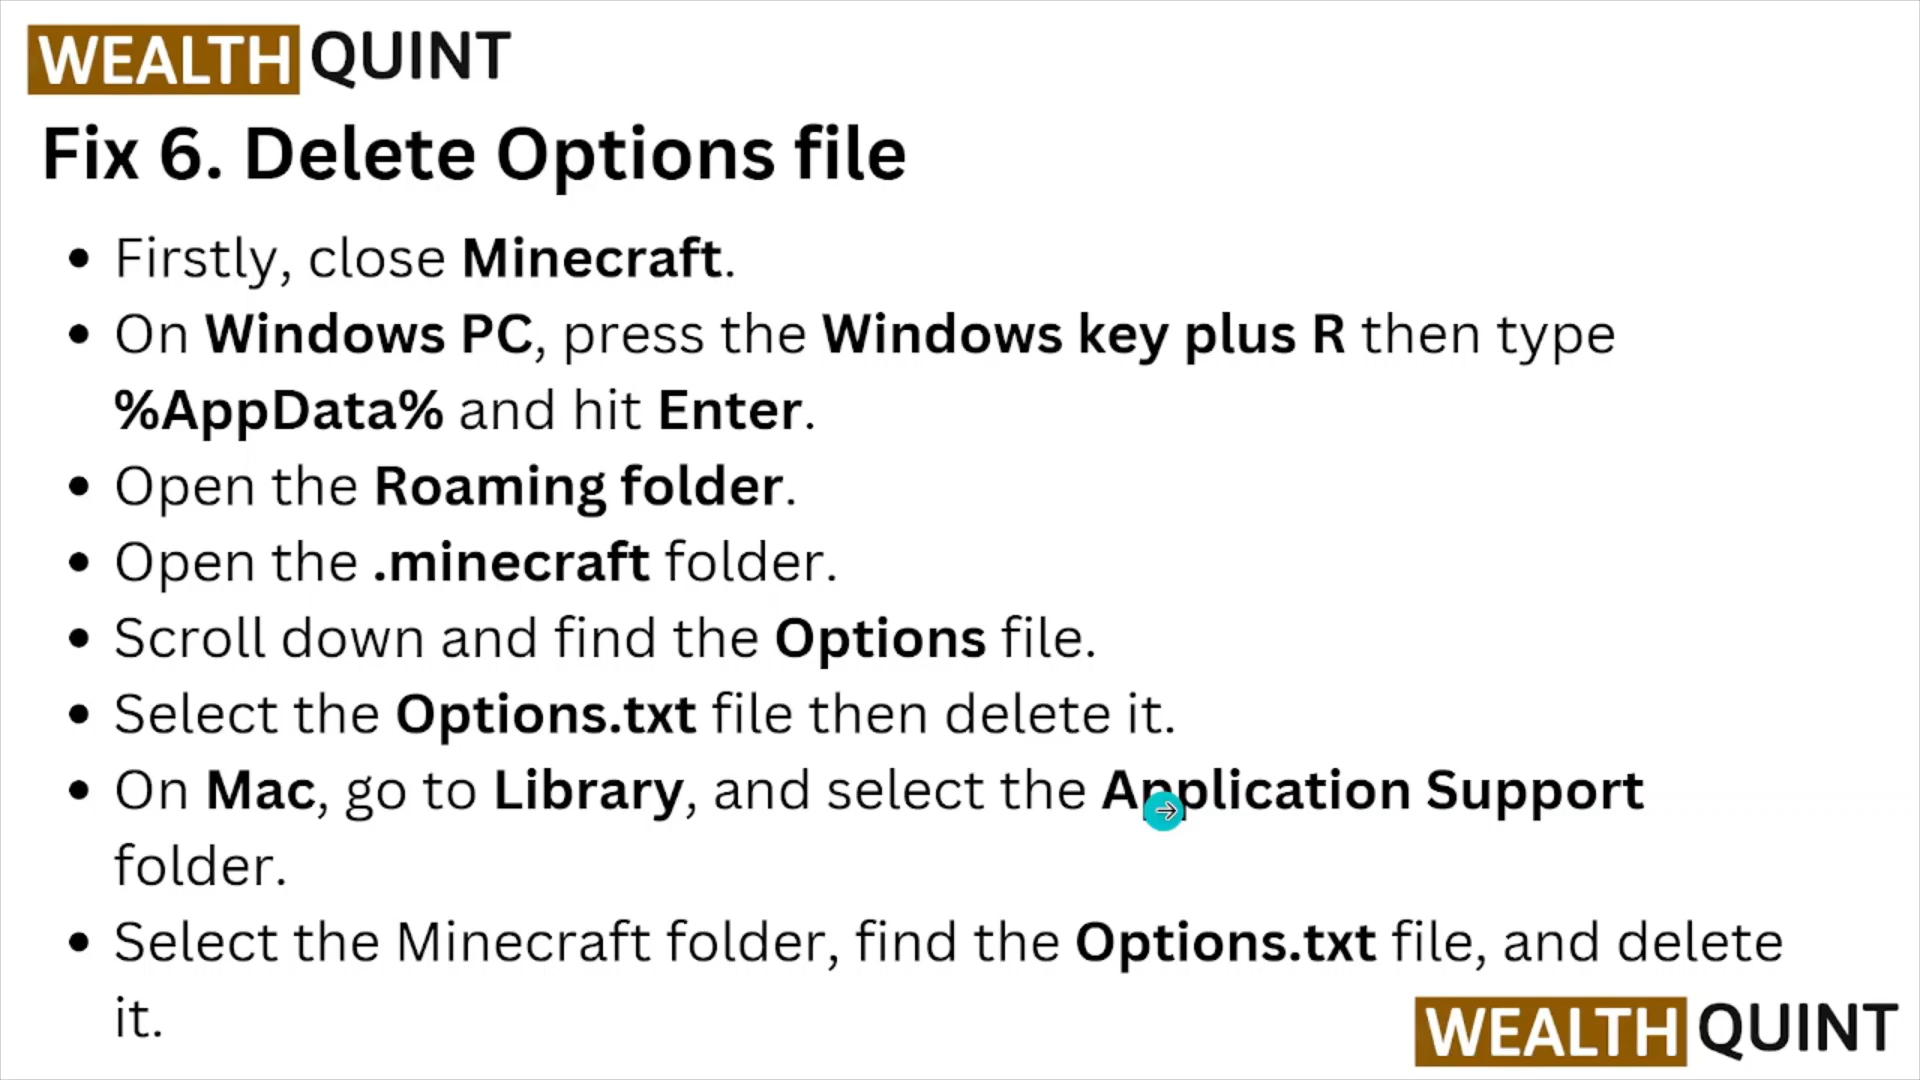 WEALTH QUINT
Fix 6. Delete Options file
• Firstly, close Minecraft.
• On Windows PC, press the Windows key plus R then type
%AppData% and hit Enter.
• Open the Roaming folder.
• Open the .minecraft folder.
• Scroll down and find the Options file.
• Select the Options.txt file then delete it.
• On Mac, go to Library, and select the Application Support
folder.
• Select the Minecraft folder, find the Options.txt file, and delete
it.
WEALTH QUINT